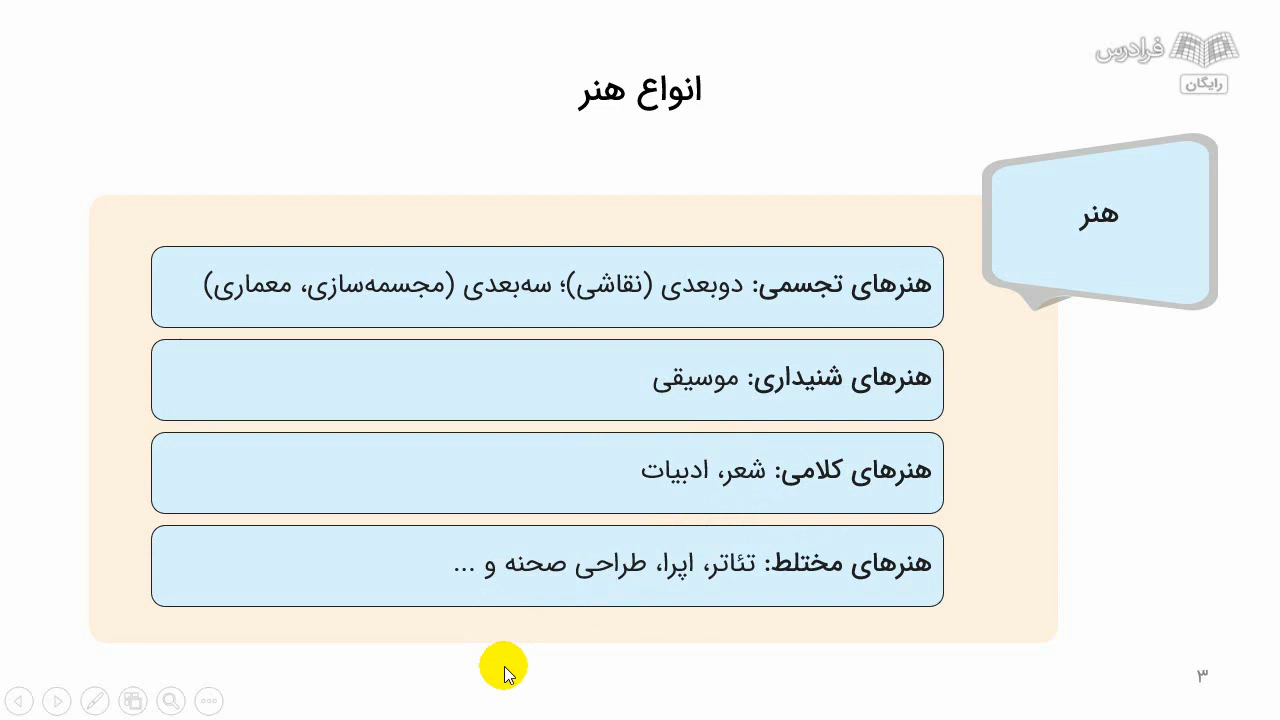 فرادرس
رایگان
انواع هنر
هنر
هنرهای تجسمی: دوبعدی (نقاشی)؛ سه‌بعدی (مجسمه‌سازی، معماری)
هنرهای شنیداری: موسیقی
هنرهای کلامی: شعر، ادبیات
هنرهای مختلط: تئاتر، اپرا، طراحی صحنه و ...
۳